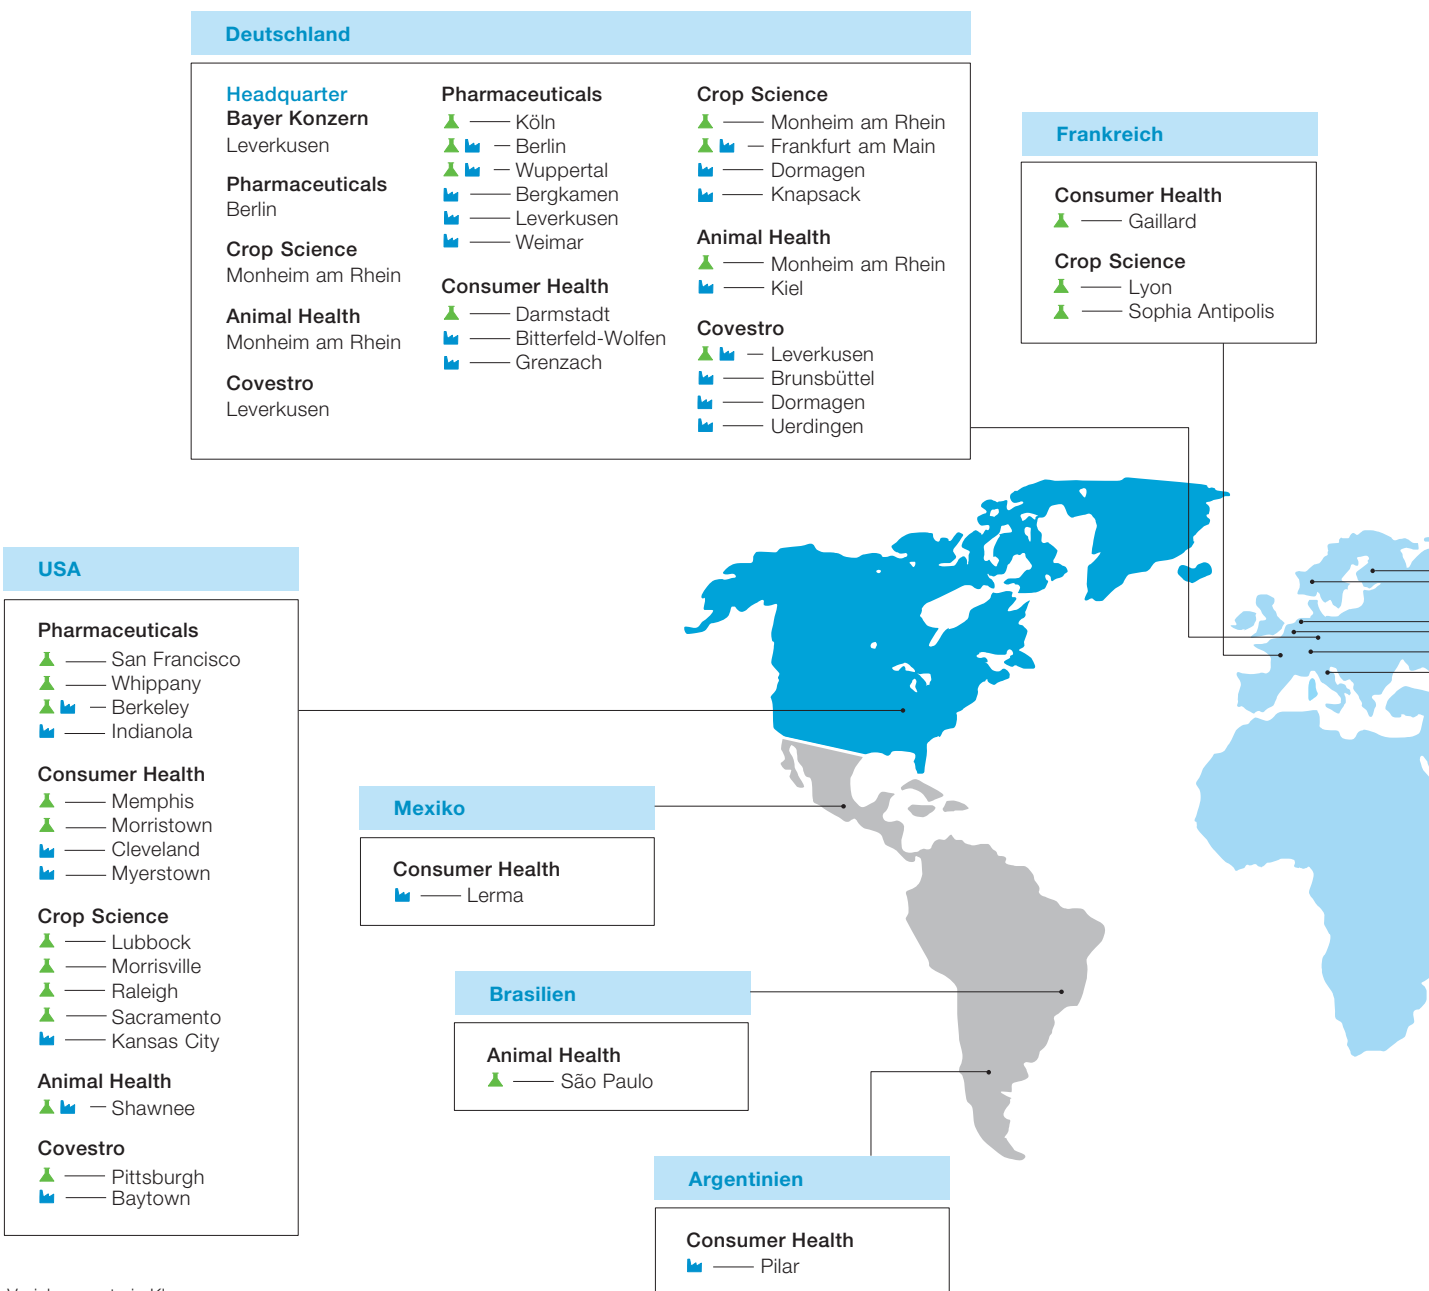 Deutschland
Headquarter
Bayer Konzern
Leverkusen
Pharmaceuticals
Berlin
Crop Science
Monheim am Rhein
Animal Health
Monheim am Rhein
Covestro
Leverkusen
Pharmaceuticals
Köln
Berlin
Wuppertal
Bergkamen
Leverkusen
Weimar
Consumer Health
Darmstadt
Bitterfeld-Wolfen
Grenzach
Crop Science
Monheim am Rhein
Frankfurt am Main
Dormagen
Knapsack
Animal Health
Monheim am Rhein
Kiel
Covestro
Leverkusen
Brunsbüttel
Dormagen
Uerdingen
Frankreich
Consumer Health
Gaillard
Crop Science
Lyon
Sophia Antipolis
USA
Pharmaceuticals
San Francisco
Whippany
Berkeley
Indianola
Consumer Health
Memphis
Morristown
Cleveland
Myerstown
Crop Science
Lubbock
Morrisville
Raleigh
Sacramento
Kansas City
Animal Health
Shawnee
Covestro
Pittsburgh
Baytown
Mexiko
Consumer Health
Lerma
Brasilien
Animal Health
São Paulo
Argentinien
Consumer Health
Pilar